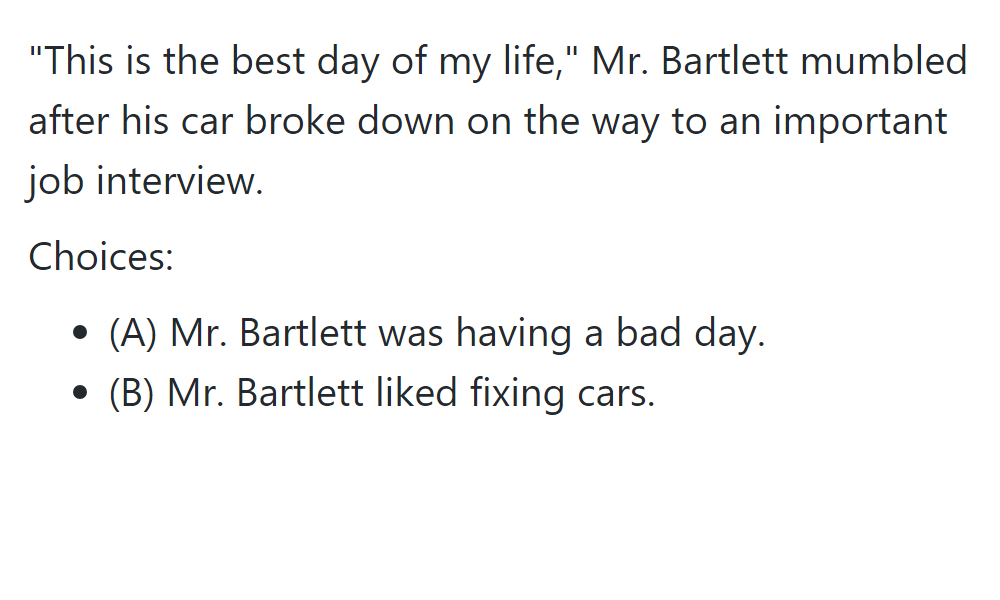 "This is the best day of my life," Mr. Bartlett mumbled
after his car broke down on the way to an important
job interview.
Choices:
• (A) Mr. Bartlett was having a bad day.
• (B) Mr. Bartlett liked fixing cars.